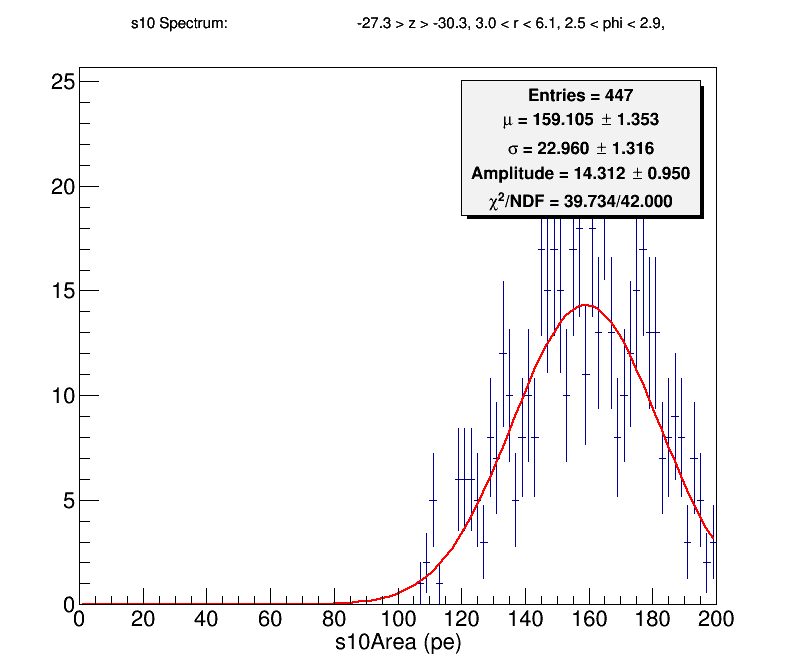 s10 Spectrum: -27.3 > z > -30.3, 3.0 < r < 6.1, 2.5 < phi < 2.9,
Entries = 447
μ = 159.105 ± 1.353
σ = 22.960 ± 1.316
Amplitude = 14.312 ± 0.950
χ²/NDF = 39.734/42.000
25
20
15
10
5
0
0 20 40 60 80 100 120 140 160 180 200
s10Area (pe)